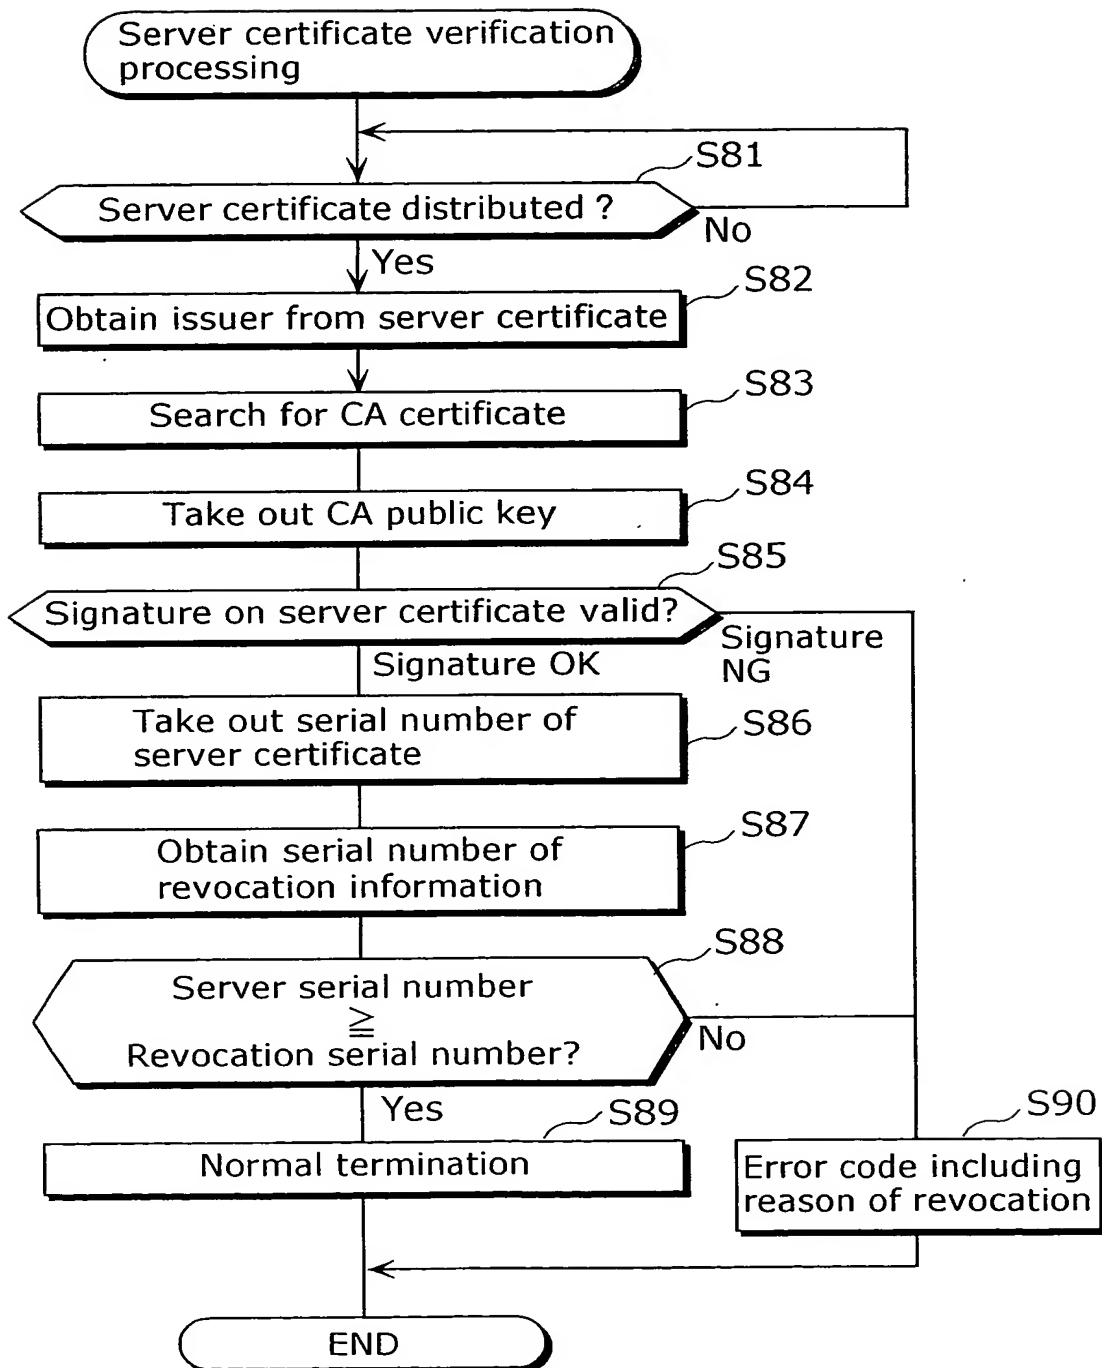 Server certificate verification
processing
S81
Server certificate distributed ?
No
Yes
S82
Obtain issuer from server certificate
S83
Search for CA certificate
S84
Take out CA public key
S85
Signature on server certificate valid?
Signature
NG
Signature OK
S86
Take out serial number of
server certificate
S87
Obtain serial number of
revocation information
S88
Server serial number
≧
Revocation serial number?
No
Yes
S89
Normal termination
S90
Error code including
reason of revocation
END